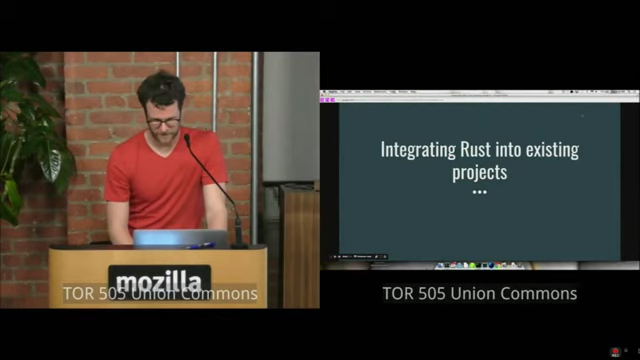 Integrating Rust into existing
projects
mozilla
TOR 505 Union Commons
TOR 505 Union Commons